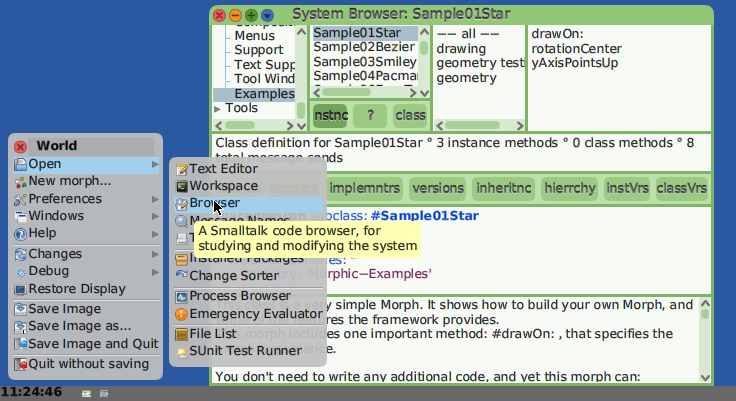 System Browser: Sample01Star
Menus
Support
Text Supp
Tool Wind
Examples
Tools
Sample01Star
Sample02Bezier
Sample03Smiley
Sample04Pacma
-- all --
drawing
geometry testi
geometry
drawOn:
rotationCenter
yAxisPointsUp
nstnc
?
class
Class definition for Sample01Star ° 3 instance methods ° 0 class methods ° 8
total message sends
implemntrs
versions
inheritnc
hierrchy
instVrs
classVrs
subclass: #Sample01Star
'Morphic-Examples'
very simple Morph. It shows how to build your own Morph, and
res the framework provides.
morph includes one important method: #drawOn: , that specifies the
You don't need to write any additional code, and yet this morph can:
World
Open
New morph...
Preferences
Windows
Help
Changes
Debug
Restore Display
Save Image
Save Image as...
Save Image and Quit
Quit without saving
Text Editor
Workspace
Browser
A Smalltalk code browser, for
studying and modifying the system
Installed Packages
Change Sorter
Process Browser
Emergency Evaluator
File List
SUnit Test Runner
11:24:46